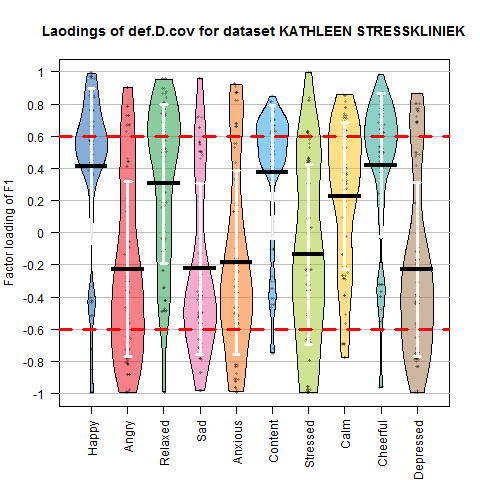 Laodings of def.D.cov for dataset KATHLEEN STRESSKLINIEK
Factor loading of F1
1
0.8
0.6
0.4
0.2
0
-0.2
-0.4
-0.6
-0.8
-1
Happy
Angry
Relaxed
Sad
Anxious
Content
Stressed
Calm
Cheerful
Depressed